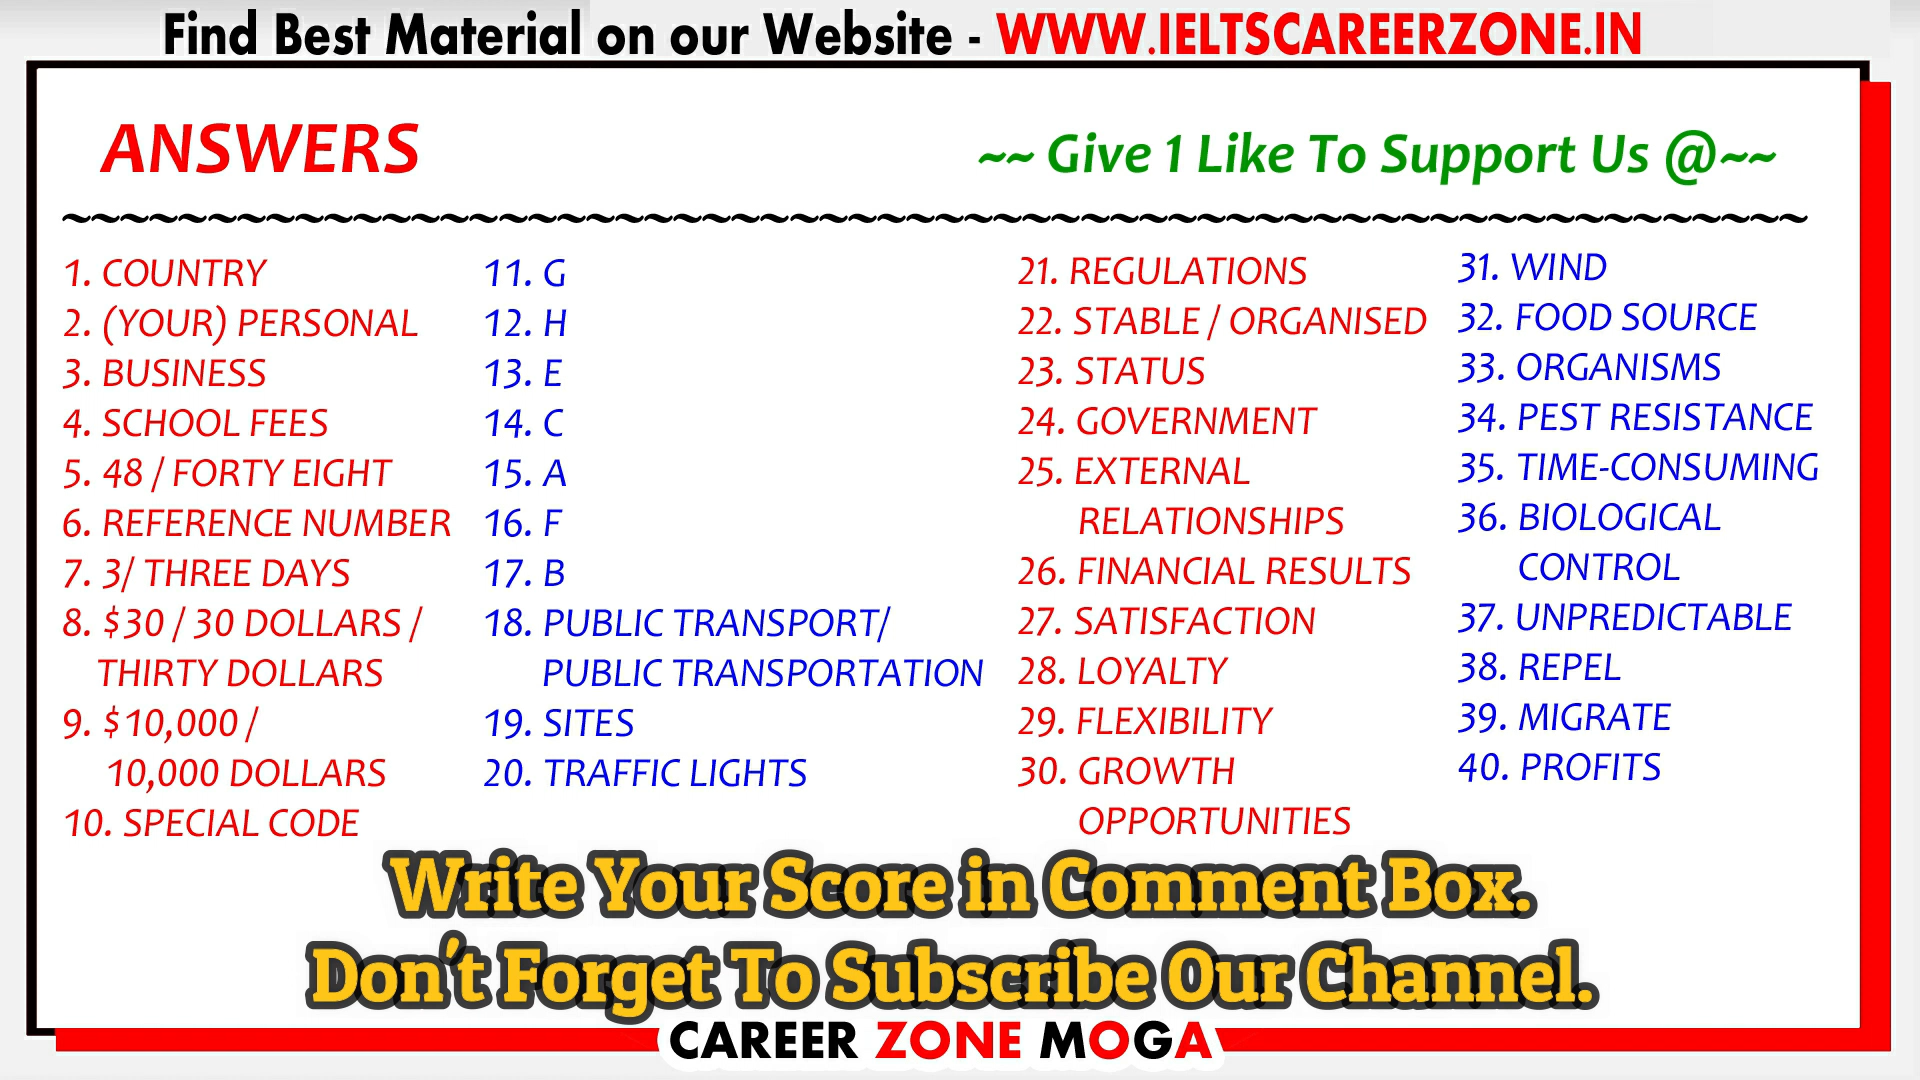 Find Best Material on our Website - WWW.IELTSCAREERZONE.IN
ANSWERS
~~ Give 1 Like To Support Us @~~
1. COUNTRY
2. (YOUR) PERSONAL
3. BUSINESS
4. SCHOOL FEES
5. 48 / FORTY EIGHT
6. REFERENCE NUMBER
7. 3/ THREE DAYS
8. $30 / 30 DOLLARS /
THIRTY DOLLARS
9. $10,000 /
10,000 DOLLARS
10. SPECIAL CODE
11. G
12. H
13. E
14. C
15. A
16. F
17. B
18. PUBLIC TRANSPORT/
PUBLIC TRANSPORTATION
19. SITES
20. TRAFFIC LIGHTS
21. REGULATIONS
22. STABLE / ORGANISED
23. STATUS
24. GOVERNMENT
25. EXTERNAL
RELATIONSHIPS
26. FINANCIAL RESULTS
27. SATISFACTION
28. LOYALTY
29. FLEXIBILITY
30. GROWTH
OPPORTUNITIES
31. WIND
32. FOOD SOURCE
33. ORGANISMS
34. PEST RESISTANCE
35. TIME-CONSUMING
36. BIOLOGICAL
CONTROL
37. UNPREDICTABLE
38. REPEL
39. MIGRATE
40. PROFITS
Write Your Score in Comment Box.
Don't Forget To Subscribe Our Channel.
CAREER ZONE MOGA